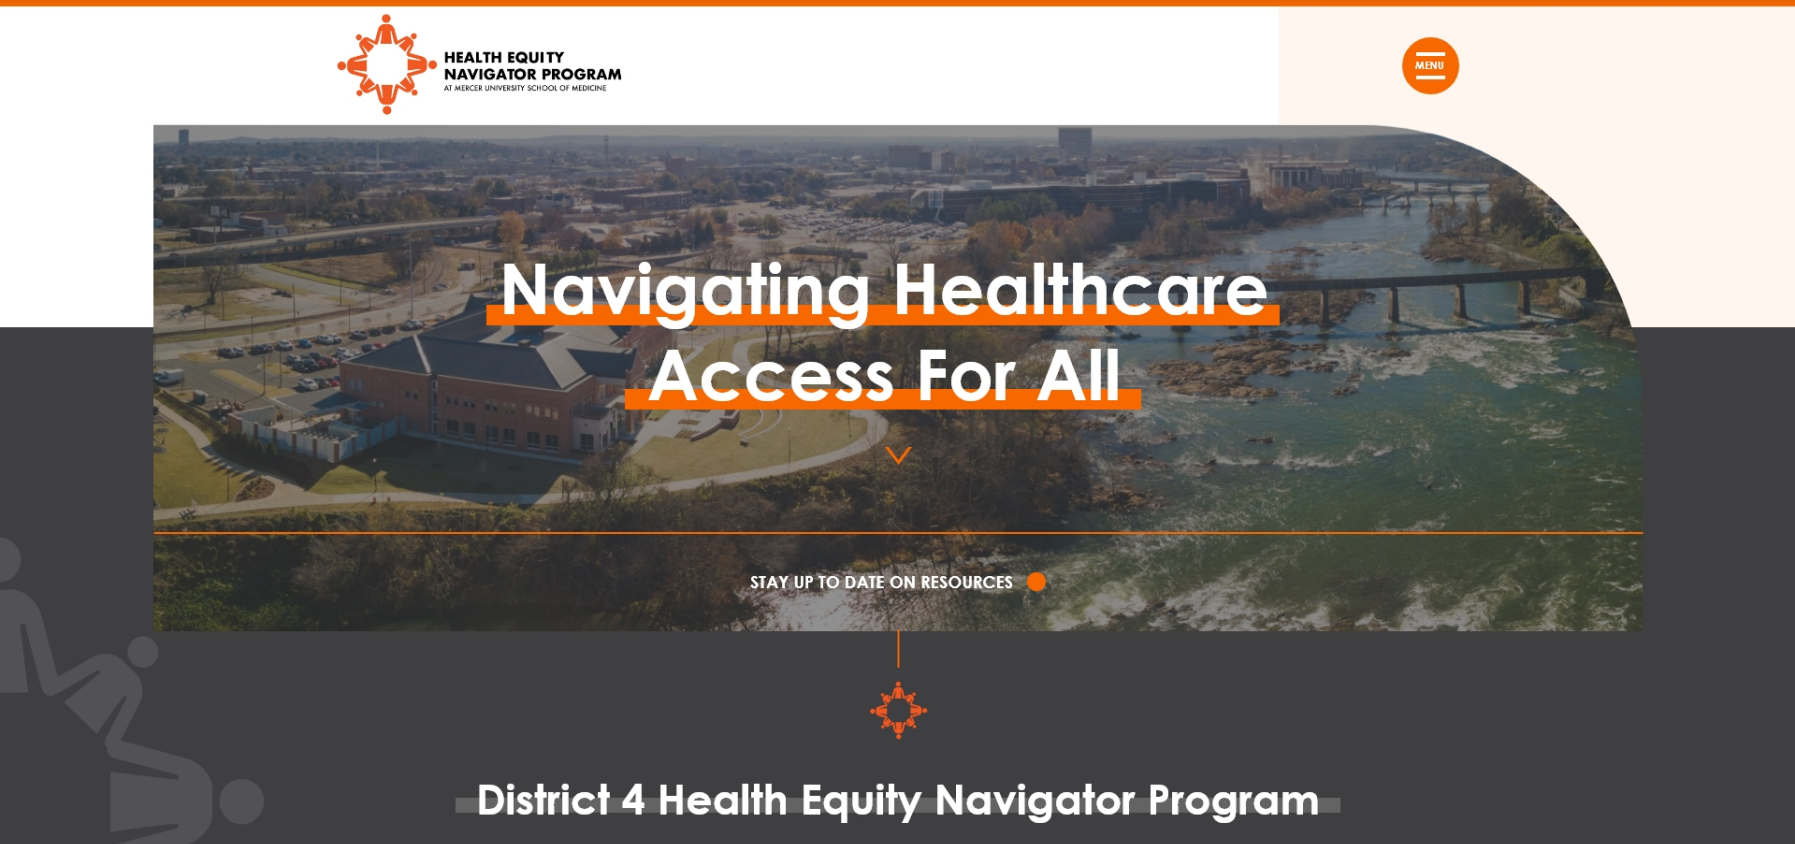 HEALTH EQUITY
NAVIGATOR PROGRAM
AT MERCER UNIVERSITY SCHOOL OF MEDICINE
MENU
Navigating Healthcare
Access For All
STAY UP TO DATE ON RESOURCES
District 4 Health Equity Navigator Program